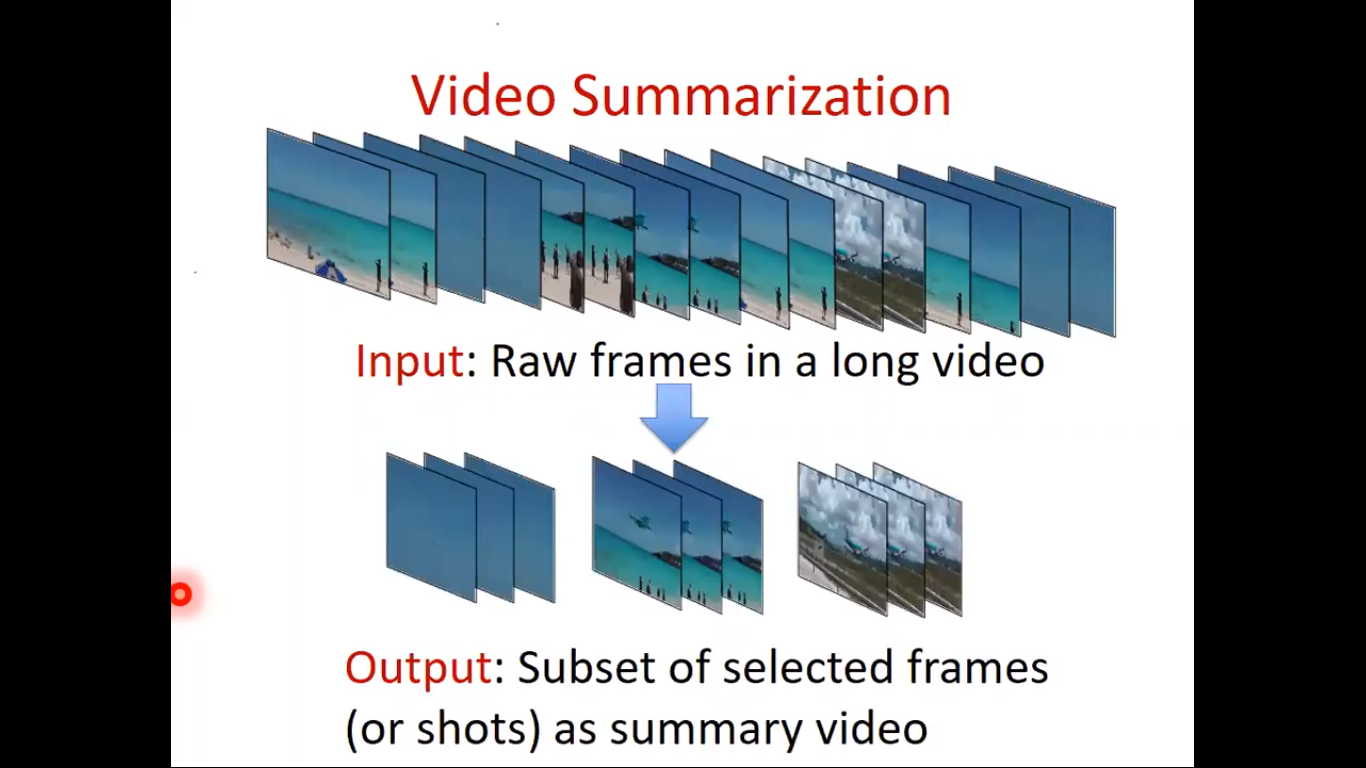 Video Summarization
Input: Raw frames in a long video
Output: Subset of selected frames
(or shots) as summary video